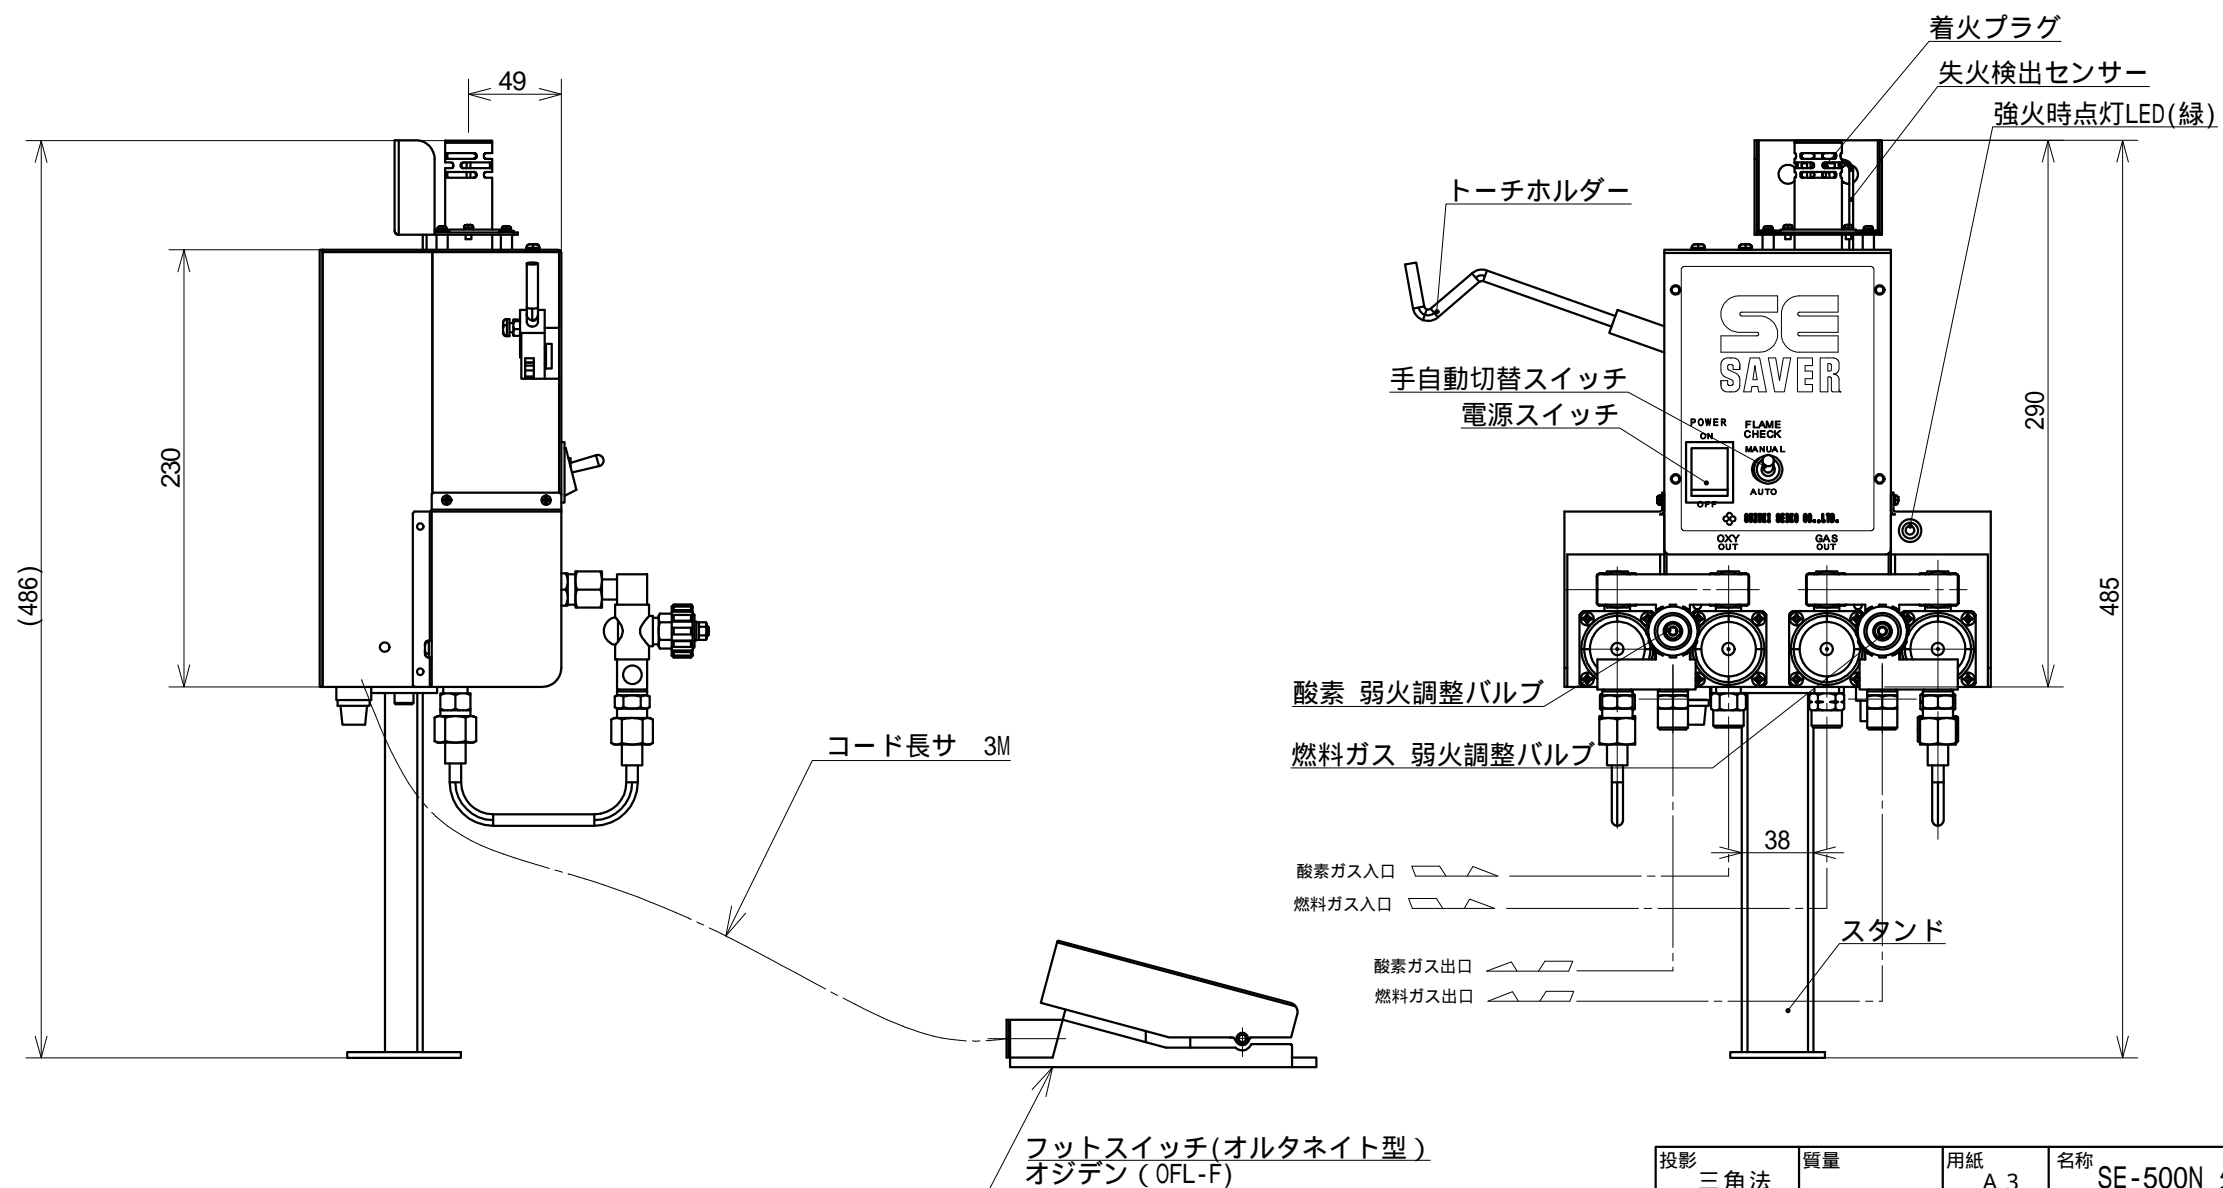 着火プラグ
失火検出センサー
強火時点灯LED(緑)
49
トーチホルダー
SE
SAVER
手自動切替スイッチ
電源スイッチ
POWER
ON
OFF
FLAME
CHECK
MANUAL
AUTO
SUZUKI SEIKO CO.,LTD.
OXY
OUT
GAS
OUT
230
(486)
290
485
酸素 弱火調整バルブ
燃料ガス 弱火調整バルブ
コード長サ 3M
38
酸素ガス入口
燃料ガス入口
スタンド
酸素ガス出口
燃料ガス出口
フットスイッチ(オルタネイト型)
オジデン(OFL-F)
投影
三角法
質量
用紙
A 3
名称
SE-500N